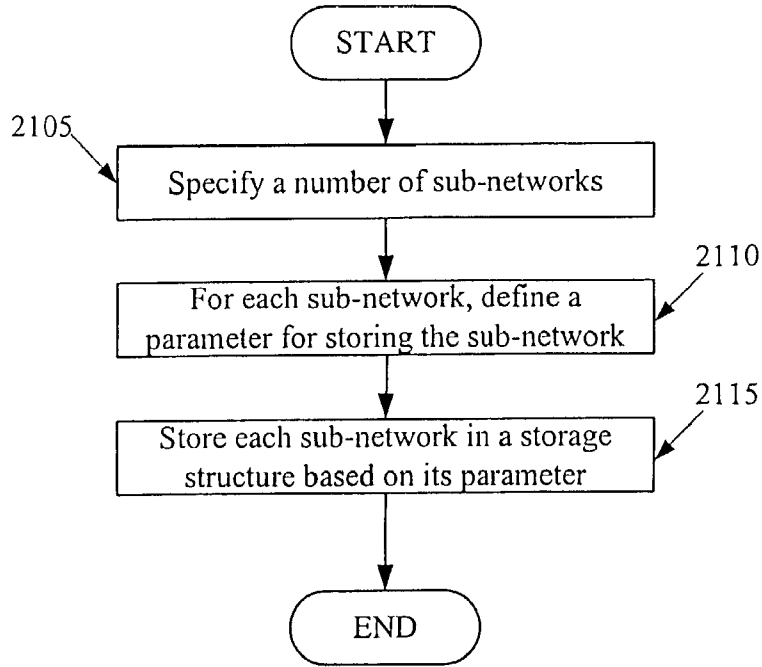 START
2105
Specify a number of sub-networks
2110
For each sub-network, define a
parameter for storing the sub-network
2115
Store each sub-network in a storage
structure based on its parameter
END